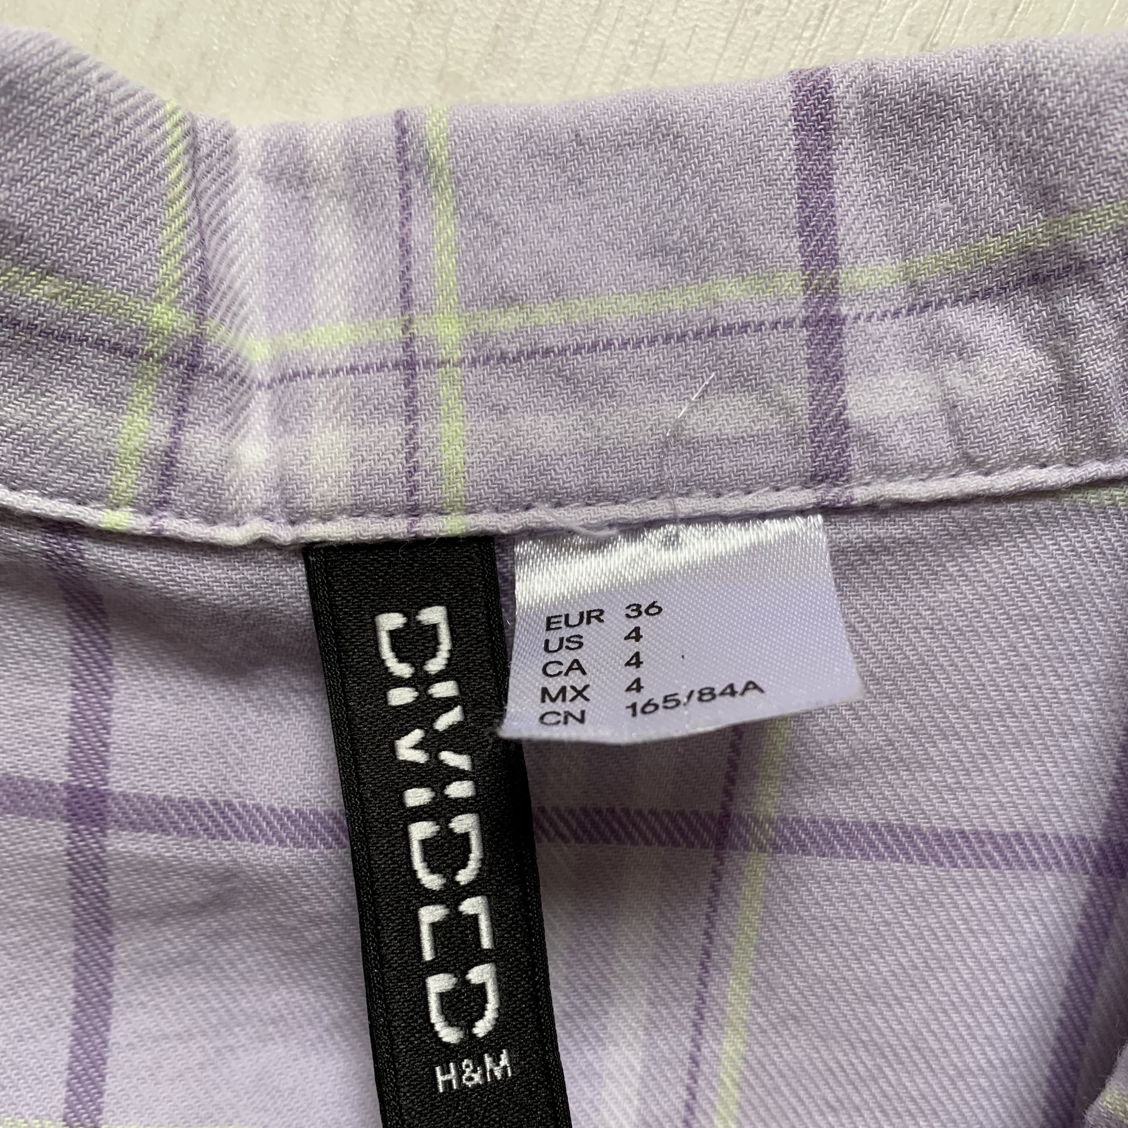 DIVIDED
H&M
EUR 36
US 4
CA 4
MX 4
CN 165/84A